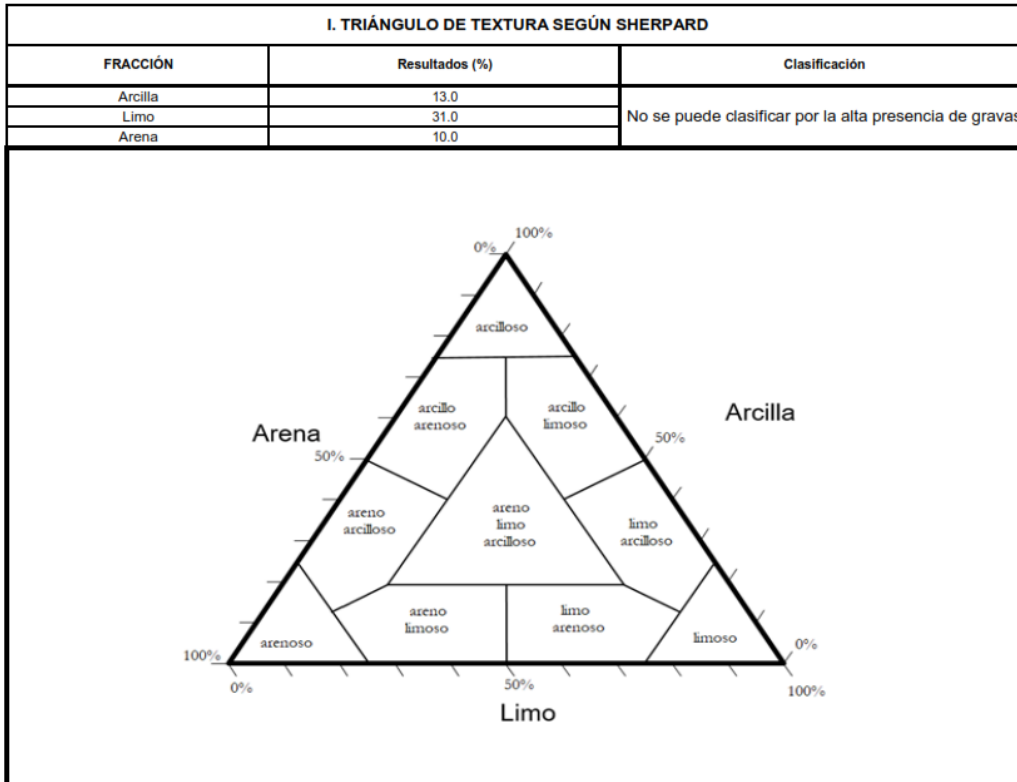 I. TRIÁNGULO DE TEXTURA SEGÚN SHERPARD
FRACCIÓN Resultados (%) Clasificación
Arcilla 13.0
Limo 31.0 No se puede clasificar por la alta presencia de gravas
Arena 10.0
0% 100%
arcilloso
arcillo arenoso
arcillo limoso
Arena
Arcilla
50%
50%
areno arcilloso
areno limo arcilloso
limo arcilloso
areno limoso
limo arenoso
arenoso
limoso
100%
0%
0%
50%
100%
Limo